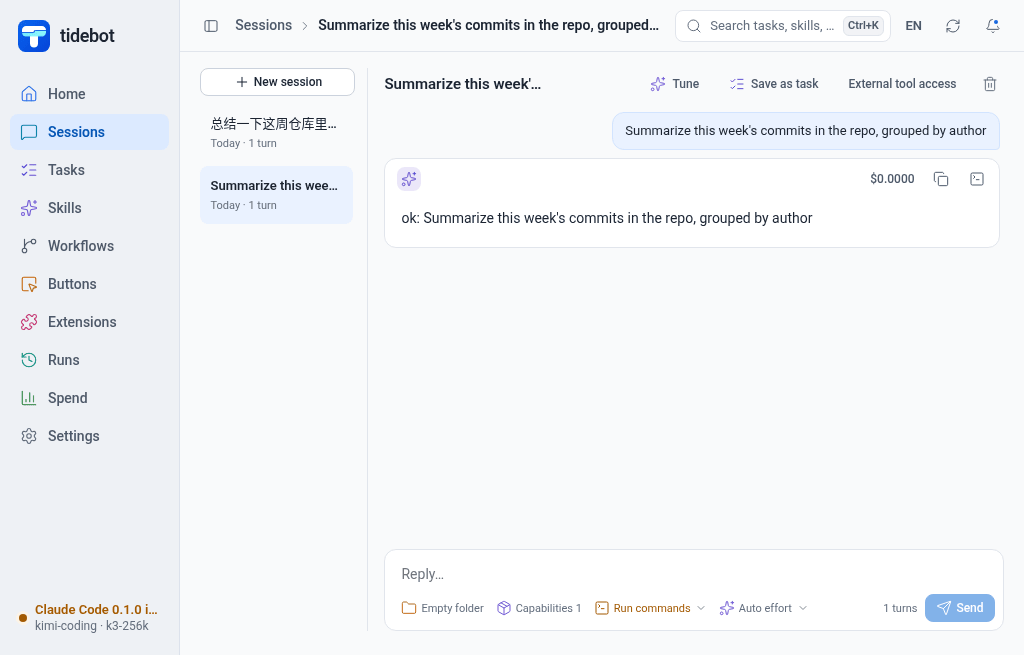 tidebot
Home
Sessions
Tasks
Skills
Workflows
Buttons
Extensions
Runs
Spend
Settings
Claude Code 0.1.0 i...
kimi-coding · k3-256k
Sessions
Summarize this week's commits in the repo, grouped...
Search tasks, skills, ...
Ctrl+K
EN
New session
总结一下这周仓库里...
Today · 1 turn
Summarize this wee...
Today · 1 turn
Summarize this week'...
Tune
Save as task
External tool access
Summarize this week's commits in the repo, grouped by author
$0.0000
ok: Summarize this week's commits in the repo, grouped by author
Reply...
Empty folder
Capabilities 1
Run commands
Auto effort
1 turns
Send